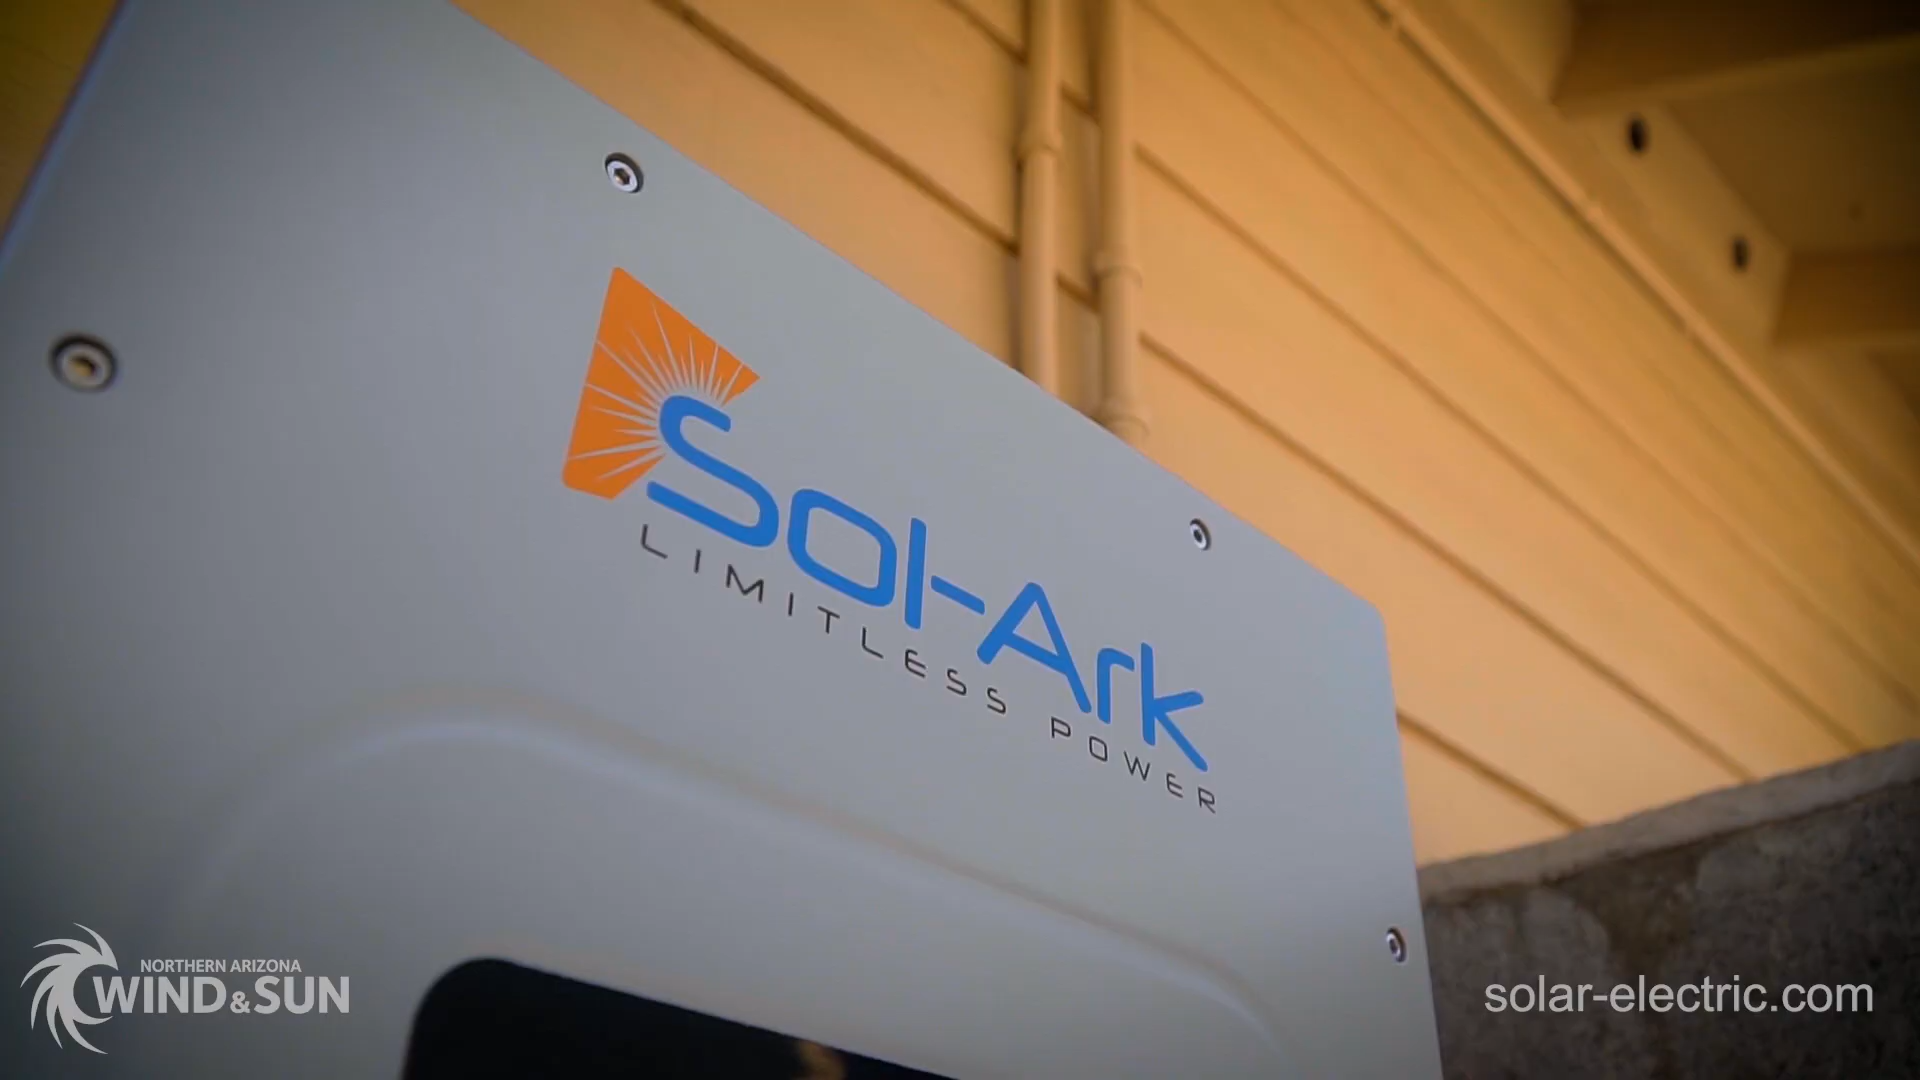 Sol-Ark
LIMITLESS POWER
NORTHERN ARIZONA
WIND & SUN
solar-electric.com